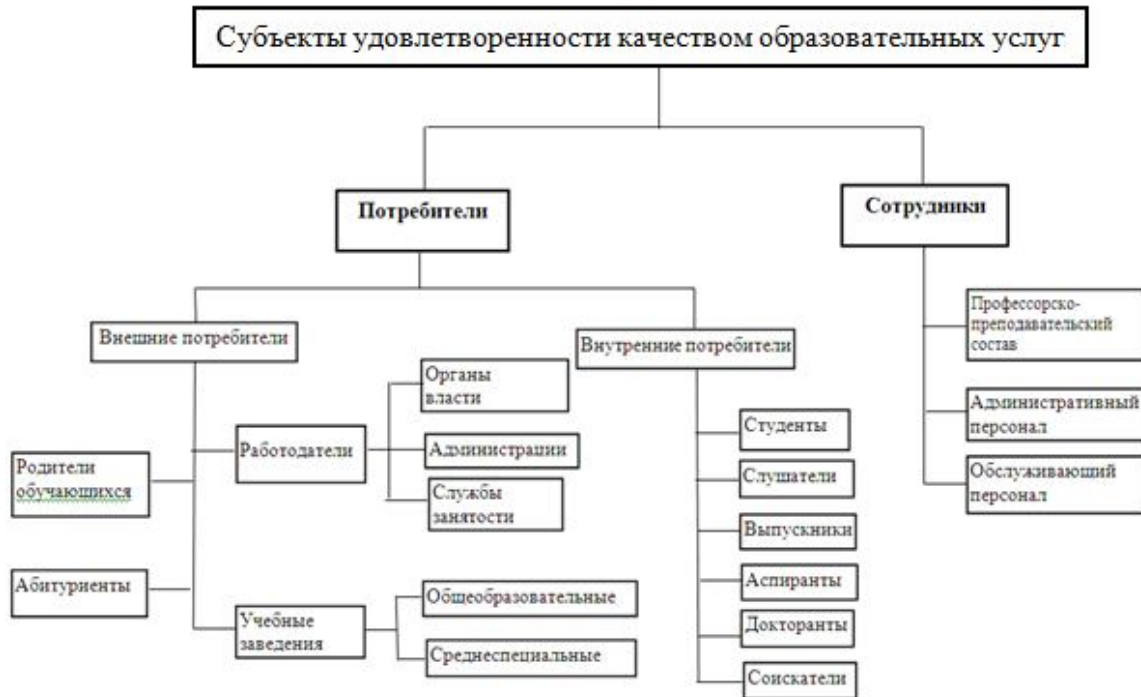 Субъекты удовлетворенности качеством образовательных услуг
Потребители
Сотрудники
Внешние потребители
Родители
обучающихся
Абитуриенты
Работодатели
Органы
власти
Администрации
Службы
занятости
Учебные
заведения
Общеобразовательные
Среднеспециальные
Внутренние потребители
Студенты
Слушатели
Выпускники
Аспиранты
Докторанты
Соискатели
Профессорско-
преподавательский
состав
Административный
персонал
Обслуживающий
персонал